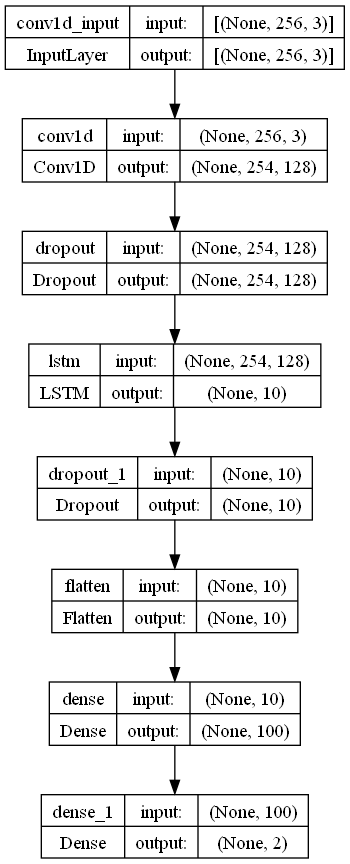 conv1d_input input: [(None, 256, 3)]
InputLayer output: [(None, 256, 3)]
conv1d input: (None, 256, 3)
Conv1D output: (None, 254, 128)
dropout input: (None, 254, 128)
Dropout output: (None, 254, 128)
lstm input: (None, 254, 128)
LSTM output: (None, 10)
dropout_1 input: (None, 10)
Dropout output: (None, 10)
flatten input: (None, 10)
Flatten output: (None, 10)
dense input: (None, 10)
Dense output: (None, 100)
dense_1 input: (None, 100)
Dense output: (None, 2)